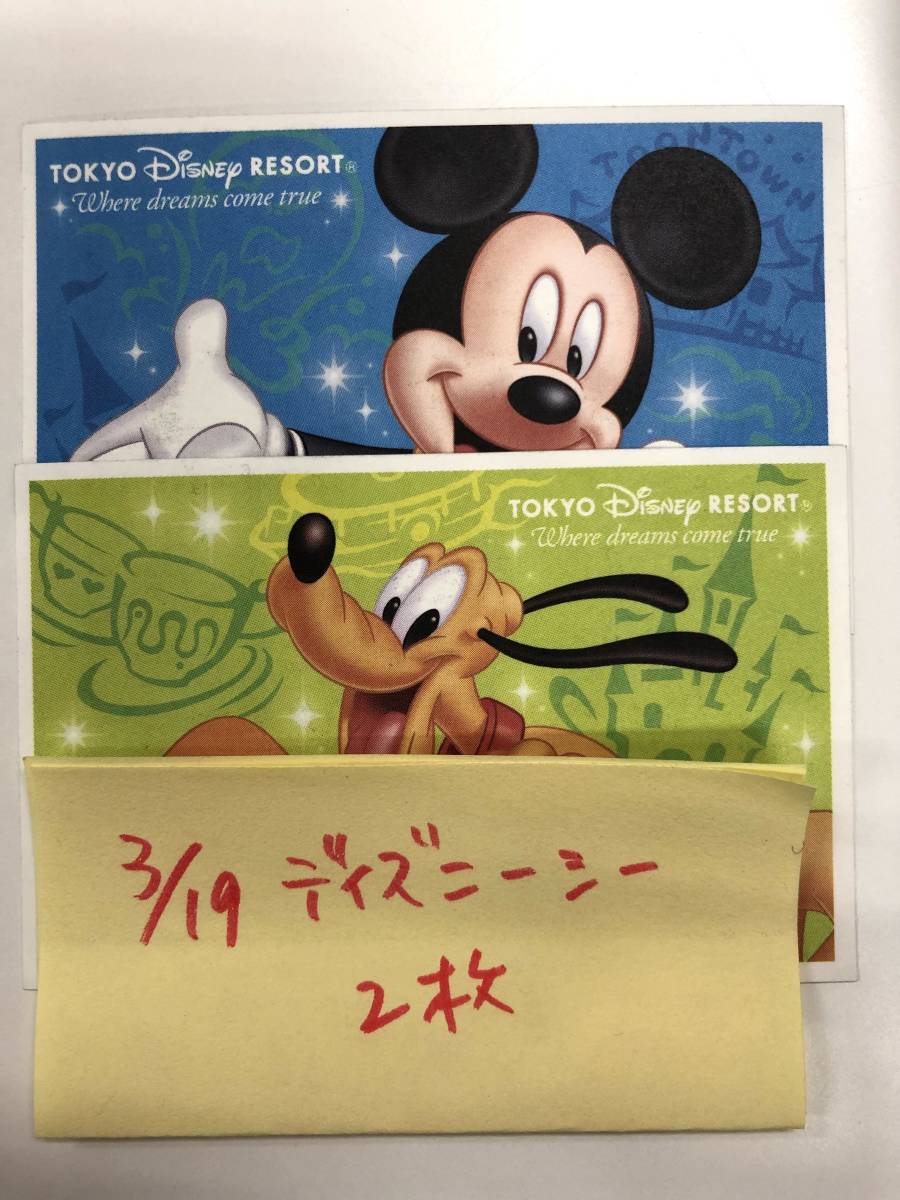 TOKYO Disney RESORT®
Where dreams come true
TOONTOWN
TOKYO Disney RESORT®
Where dreams come true
3/19 ディズニーシー
2枚